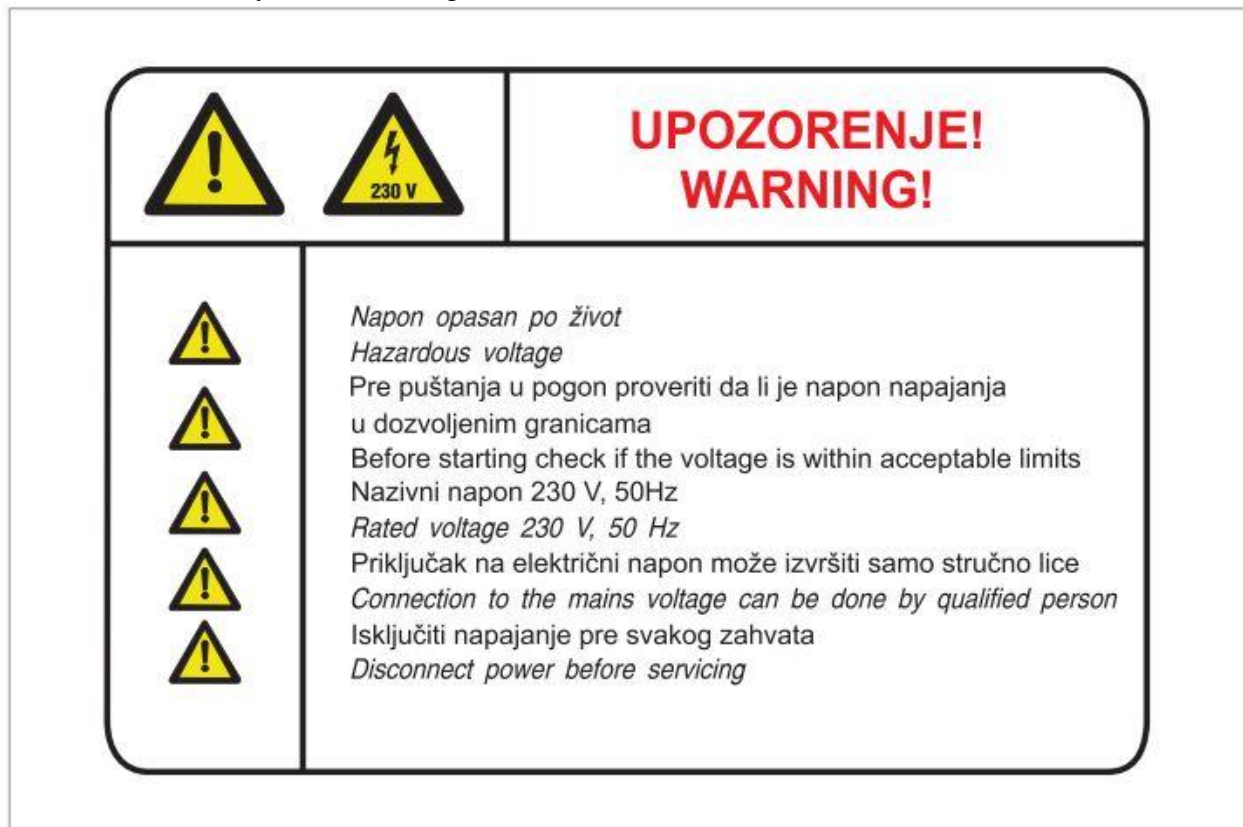 230 V
UPOZORENJE!
WARNING!
Napon opasan po život
Hazardous voltage
Pre puštanja u pogon proveriti da li je napon napajanja
u dozvoljenim granicama
Before starting check if the voltage is within acceptable limits
Nazivni napon 230 V, 50Hz
Rated voltage 230 V, 50 Hz
Priključak na električni napon može izvršiti samo stručno lice
Connection to the mains voltage can be done by qualified person
Isključiti napajanje pre svakog zahvata
Disconnect power before servicing